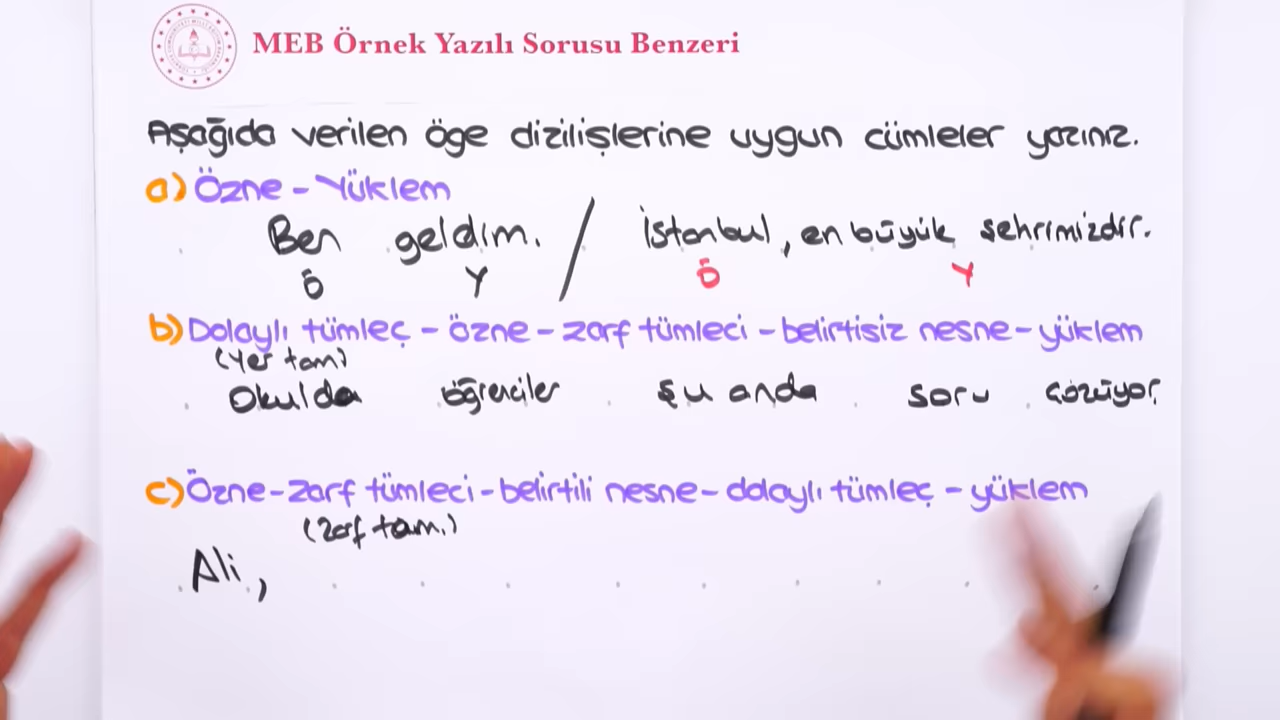 MEB Örnek Yazılı Sorusu Benzeri
Aşağıda verilen öge dizilişlerine uygun cümleler yazınız.
a) Özne - Yüklem
Ben geldim. / İstanbul, en büyük şehrimizdir.
Ö Y Ö Y
b) Dolaylı tümleç - özne - zarf tümleci - belirtisiz nesne - yüklem
(Yer tam)
Okulda öğrenciler şu anda soru çözüyor.
c) Özne - zarf tümleci - belirtili nesne - dolaylı tümleç - yüklem
(Zarf tam.)
Ali,